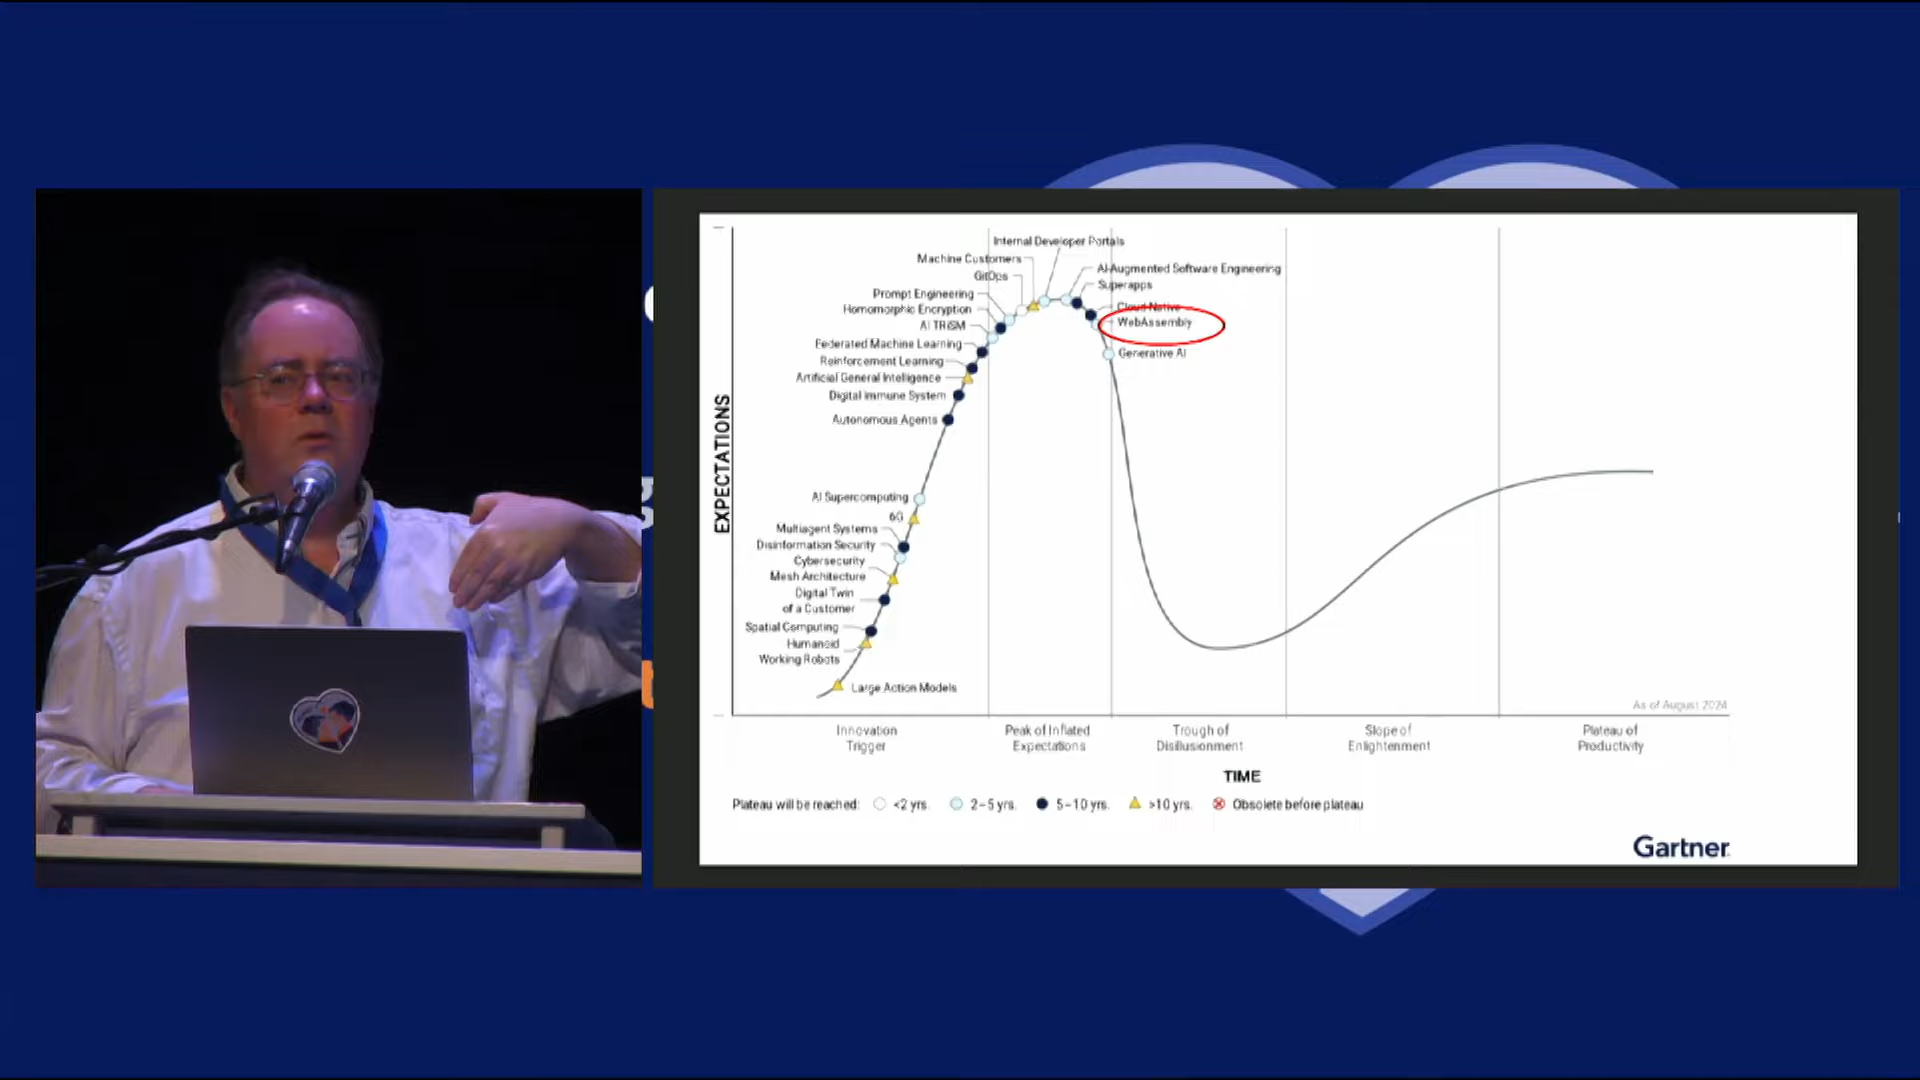 Internal Developer Portals
Machine Customers
GitOps
AI-Augmented Software Engineering
Superapps
Prompt Engineering
Homomorphic Encryption
Cloud Native
AI TRiSM
WebAssembly
Federated Machine Learning
Generative AI
Reinforcement Learning
Artificial General Intelligence
Digital Immune System
Autonomous Agents
EXPECTATIONS
AI Supercomputing
6G
Multiagent Systems
Disinformation Security
Cybersecurity
Mesh Architecture
Digital Twin
of a Customer
Spatial Computing
Humanoid
Working Robots
Large Action Models
As of August 2024
Innovation
Trigger
Peak of Inflated
Expectations
Trough of
Disillusionment
Slope of
Enlightenment
Plateau of
Productivity
TIME
Plateau will be reached: <2 yrs. 2–5 yrs. 5–10 yrs. >10 yrs. Obsolete before plateau
Gartner